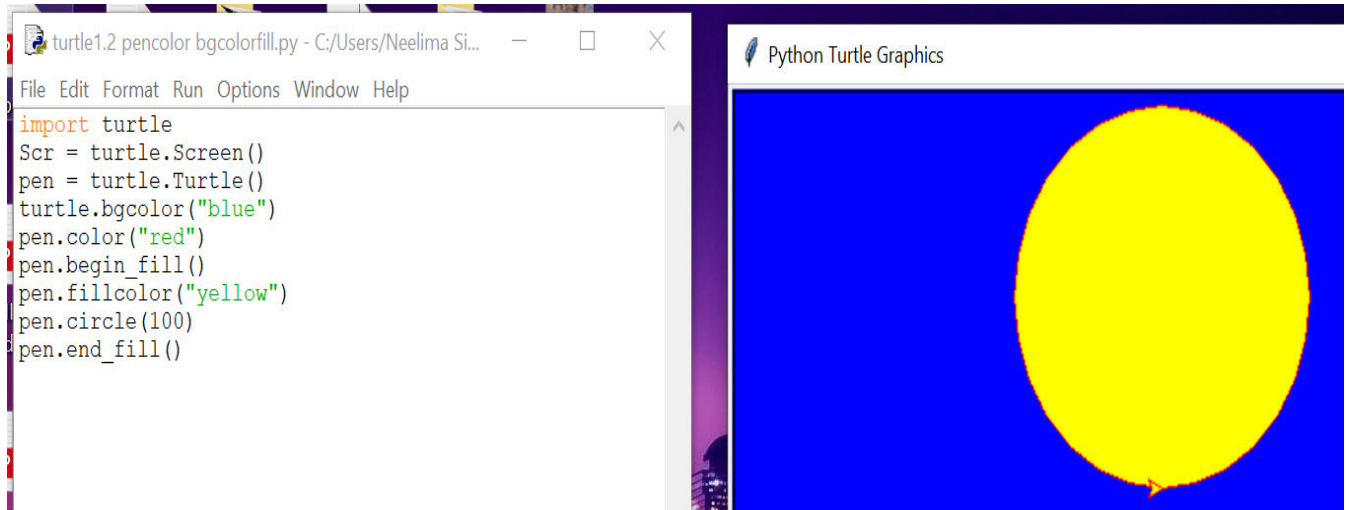 turtle1.2 pencolor bgcolorfill.py - C:/Users/Neelima Si...
File Edit Format Run Options Window Help
import turtle
Scr = turtle.Screen()
pen = turtle.Turtle()
turtle.bgcolor("blue")
pen.color("red")
pen.begin_fill()
pen.fillcolor("yellow")
pen.circle(100)
pen.end_fill()
Python Turtle Graphics